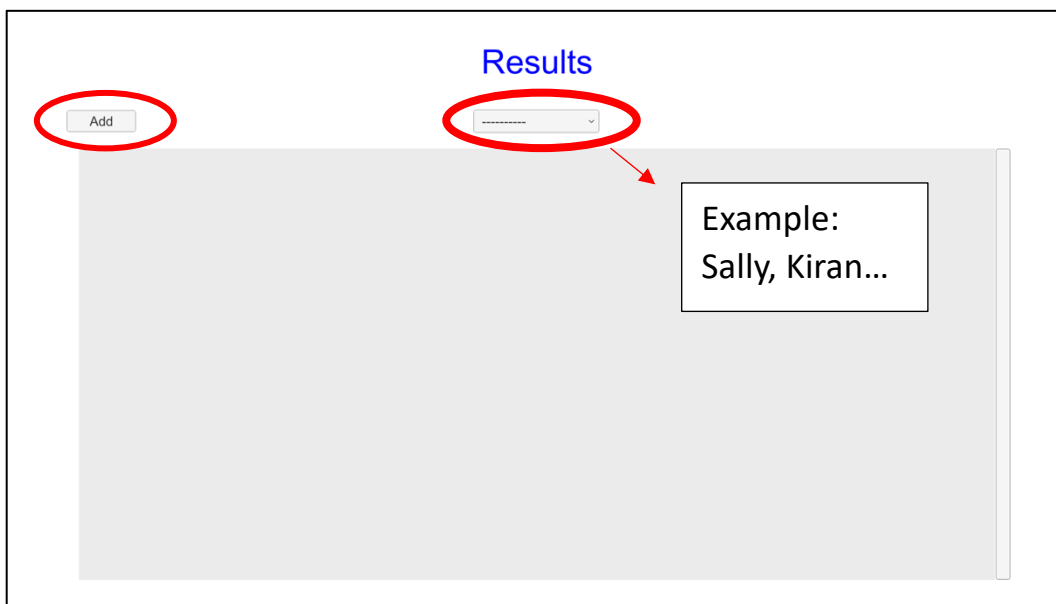 Results
Add
----------
Example:
Sally, Kiran...